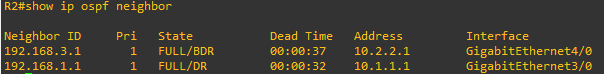 R2#show ip ospf neighbor
Neighbor ID     Pri   State           Dead Time   Address         Interface
192.168.3.1       1   FULL/BDR        00:00:37    10.2.2.1        GigabitEthernet4/0
192.168.1.1       1   FULL/DR         00:00:32    10.1.1.1        GigabitEthernet3/0